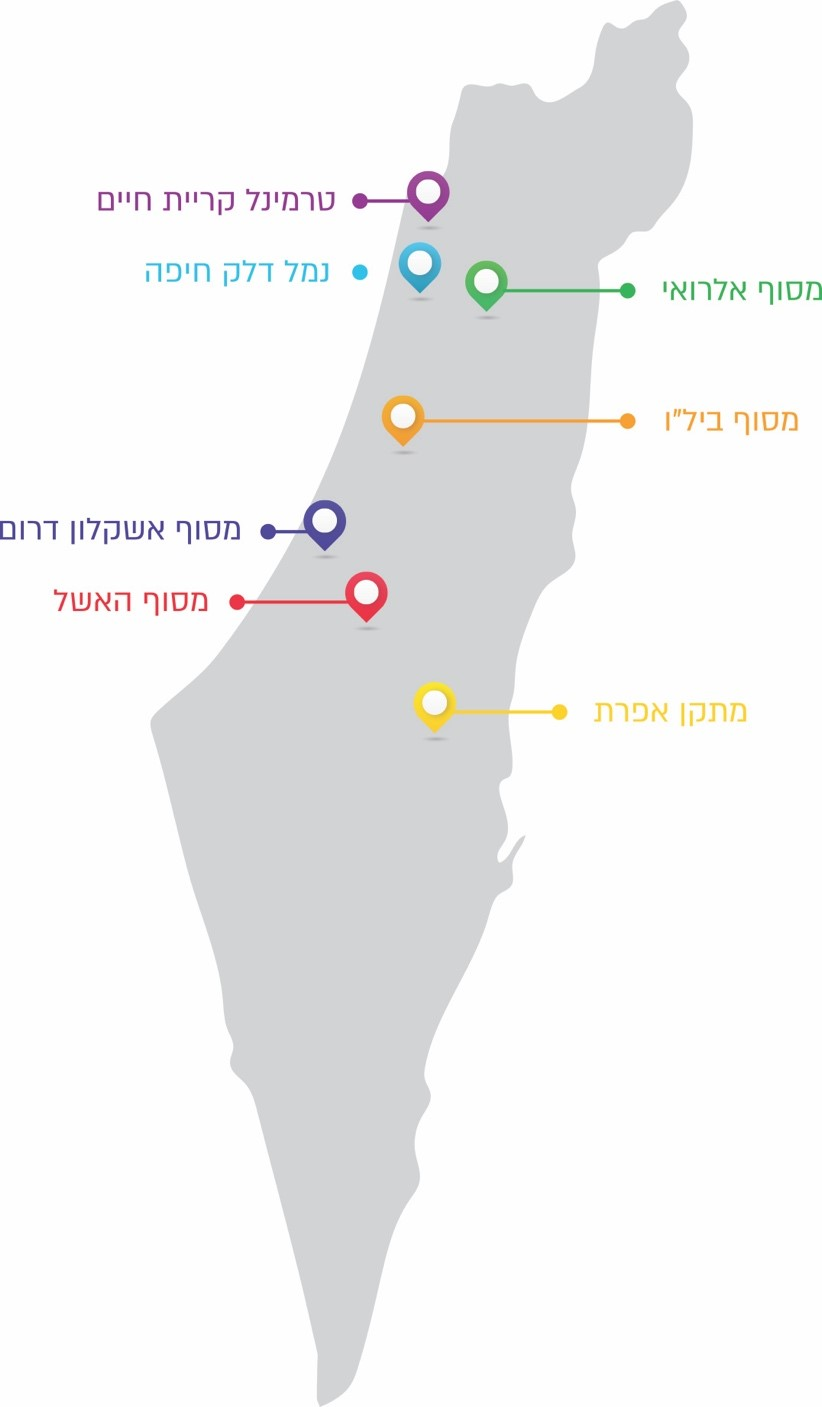 טרמינל קריית חיים
נמל דלק חיפה
מסוף אלרואי
מסוף ביל"ו
מסוף אשקלון דרום
מסוף האשל
מתקן אפרת